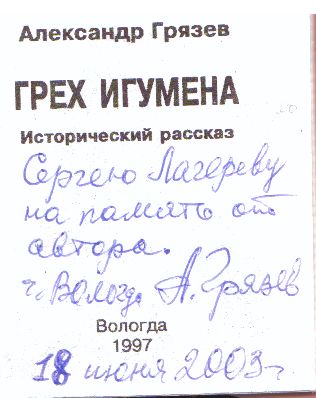 Александр Грязев
ГРЕХ ИГУМЕНА
Исторический рассказ
Сергею Лагереву
на память от
автора.
г. Вологда А. Грязев
Вологда
1997
18 июня 2003 г